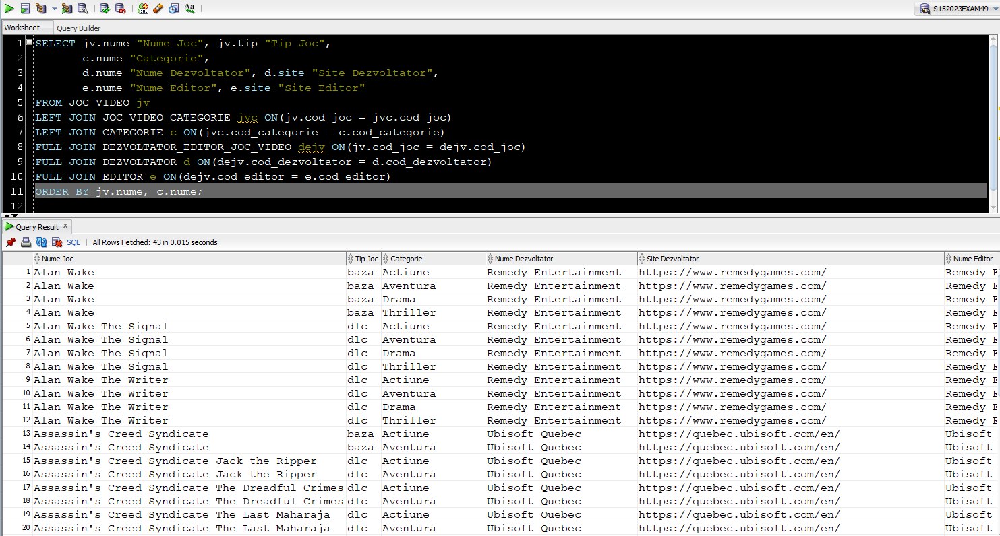 S152023EXAM49
Worksheet Query Builder
1 SELECT jv.nume "Nume Joc", jv.tip "Tip Joc",
2 c.nume "Categorie",
3 d.nume "Nume Dezvoltator", d.site "Site Dezvoltator",
4 e.nume "Nume Editor", e.site "Site Editor"
5 FROM JOC_VIDEO jv
6 LEFT JOIN JOC_VIDEO_CATEGORIE jvc ON(jv.cod_joc = jvc.cod_joc)
7 LEFT JOIN CATEGORIE c ON(jvc.cod_categorie = c.cod_categorie)
8 FULL JOIN DEZVOLTATOR_EDITOR_JOC_VIDEO dejv ON(jv.cod_joc = dejv.cod_joc)
9 FULL JOIN DEZVOLTATOR d ON(dejv.cod_dezvoltator = d.cod_dezvoltator)
10 FULL JOIN EDITOR e ON(dejv.cod_editor = e.cod_editor)
11 ORDER BY jv.nume, c.nume;
12
Query Result x
SQL | All Rows Fetched: 43 in 0.015 seconds
Nume Joc Tip Joc Categorie Nume Dezvoltator Site Dezvoltator Nume Editor
1 Alan Wake baza Actiune Remedy Entertainment https://www.remedygames.com/ Remedy E
2 Alan Wake baza Aventura Remedy Entertainment https://www.remedygames.com/ Remedy E
3 Alan Wake baza Drama Remedy Entertainment https://www.remedygames.com/ Remedy E
4 Alan Wake baza Thriller Remedy Entertainment https://www.remedygames.com/ Remedy E
5 Alan Wake The Signal dlc Actiune Remedy Entertainment https://www.remedygames.com/ Remedy E
6 Alan Wake The Signal dlc Aventura Remedy Entertainment https://www.remedygames.com/ Remedy E
7 Alan Wake The Signal dlc Drama Remedy Entertainment https://www.remedygames.com/ Remedy E
8 Alan Wake The Signal dlc Thriller Remedy Entertainment https://www.remedygames.com/ Remedy E
9 Alan Wake The Writer dlc Actiune Remedy Entertainment https://www.remedygames.com/ Remedy E
10 Alan Wake The Writer dlc Aventura Remedy Entertainment https://www.remedygames.com/ Remedy E
11 Alan Wake The Writer dlc Drama Remedy Entertainment https://www.remedygames.com/ Remedy E
12 Alan Wake The Writer dlc Thriller Remedy Entertainment https://www.remedygames.com/ Remedy E
13 Assassin's Creed Syndicate baza Actiune Ubisoft Quebec https://quebec.ubisoft.com/en/ Ubisoft
14 Assassin's Creed Syndicate baza Aventura Ubisoft Quebec https://quebec.ubisoft.com/en/ Ubisoft
15 Assassin's Creed Syndicate Jack the Ripper dlc Actiune Ubisoft Quebec https://quebec.ubisoft.com/en/ Ubisoft
16 Assassin's Creed Syndicate Jack the Ripper dlc Aventura Ubisoft Quebec https://quebec.ubisoft.com/en/ Ubisoft
17 Assassin's Creed Syndicate The Dreadful Crimes dlc Actiune Ubisoft Quebec https://quebec.ubisoft.com/en/ Ubisoft
18 Assassin's Creed Syndicate The Dreadful Crimes dlc Aventura Ubisoft Quebec https://quebec.ubisoft.com/en/ Ubisoft
19 Assassin's Creed Syndicate The Last Maharaja dlc Actiune Ubisoft Quebec https://quebec.ubisoft.com/en/ Ubisoft
20 Assassin's Creed Syndicate The Last Maharaja dlc Aventura Ubisoft Quebec https://quebec.ubisoft.com/en/ Ubisoft